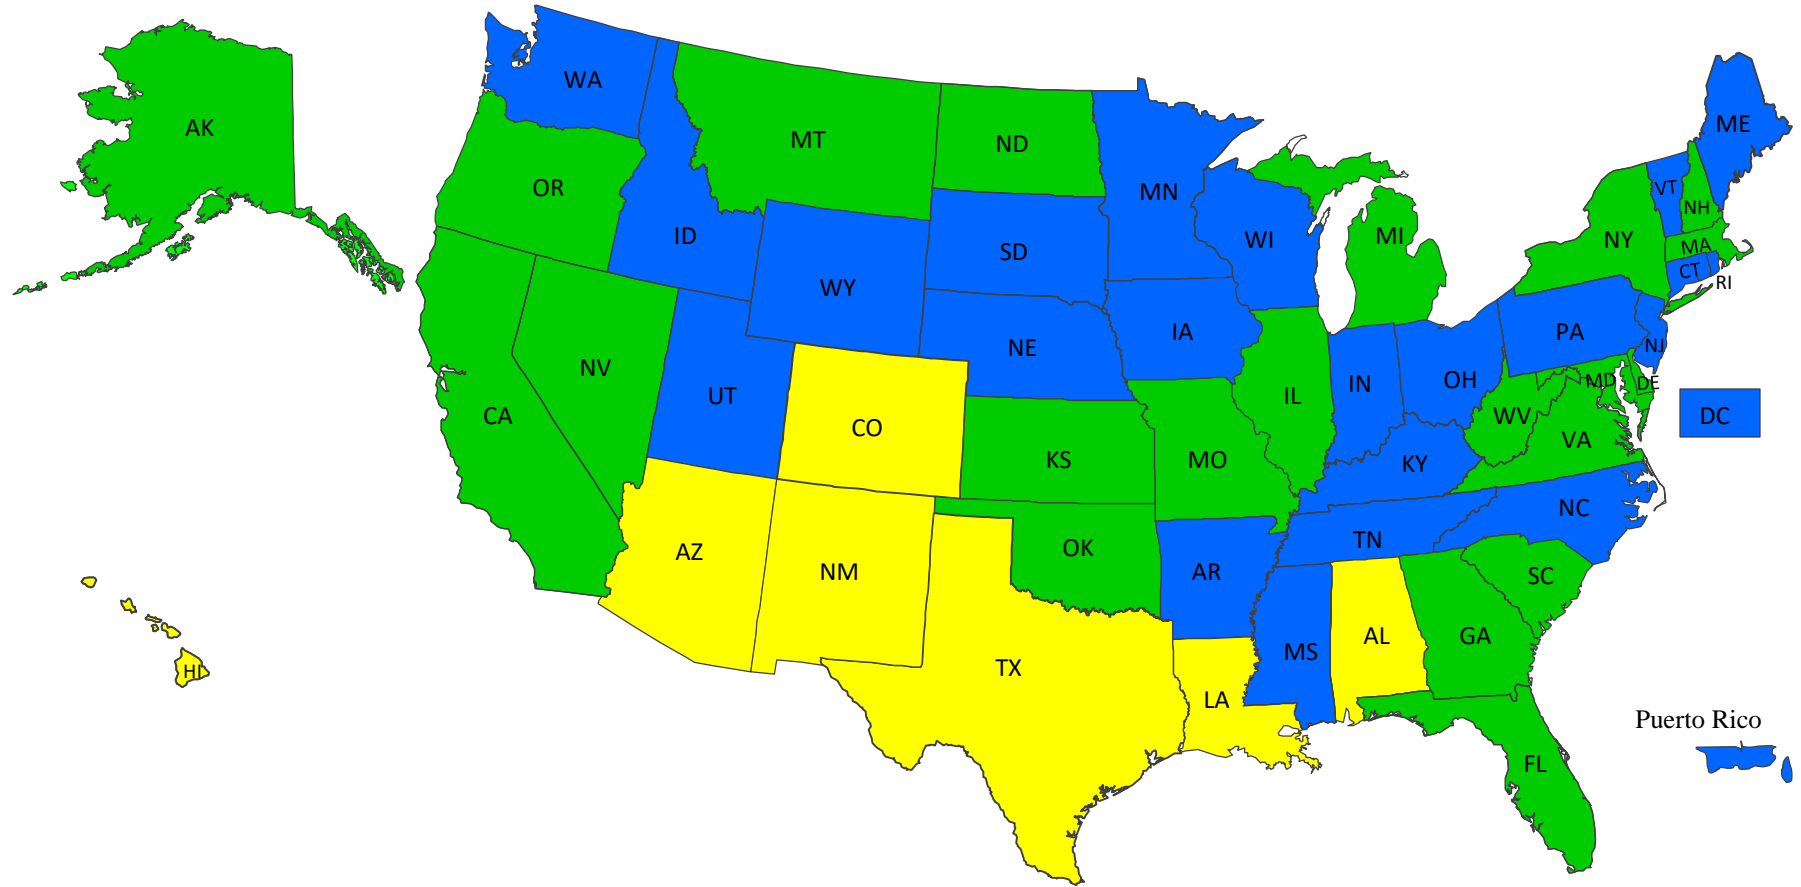 AK
WA
MT
ND
MN
ME
OR
ID
WY
SD
WI
MI
NY
VT
NH
MA
CT
RI
NE
IA
PA
NJ
NV
UT
CA
CO
KS
MO
IL
IN
OH
WV
VA
MD
DE
DC
KY
NC
TN
AZ
NM
OK
AR
SC
HI
TX
LA
MS
AL
GA
FL
Puerto Rico